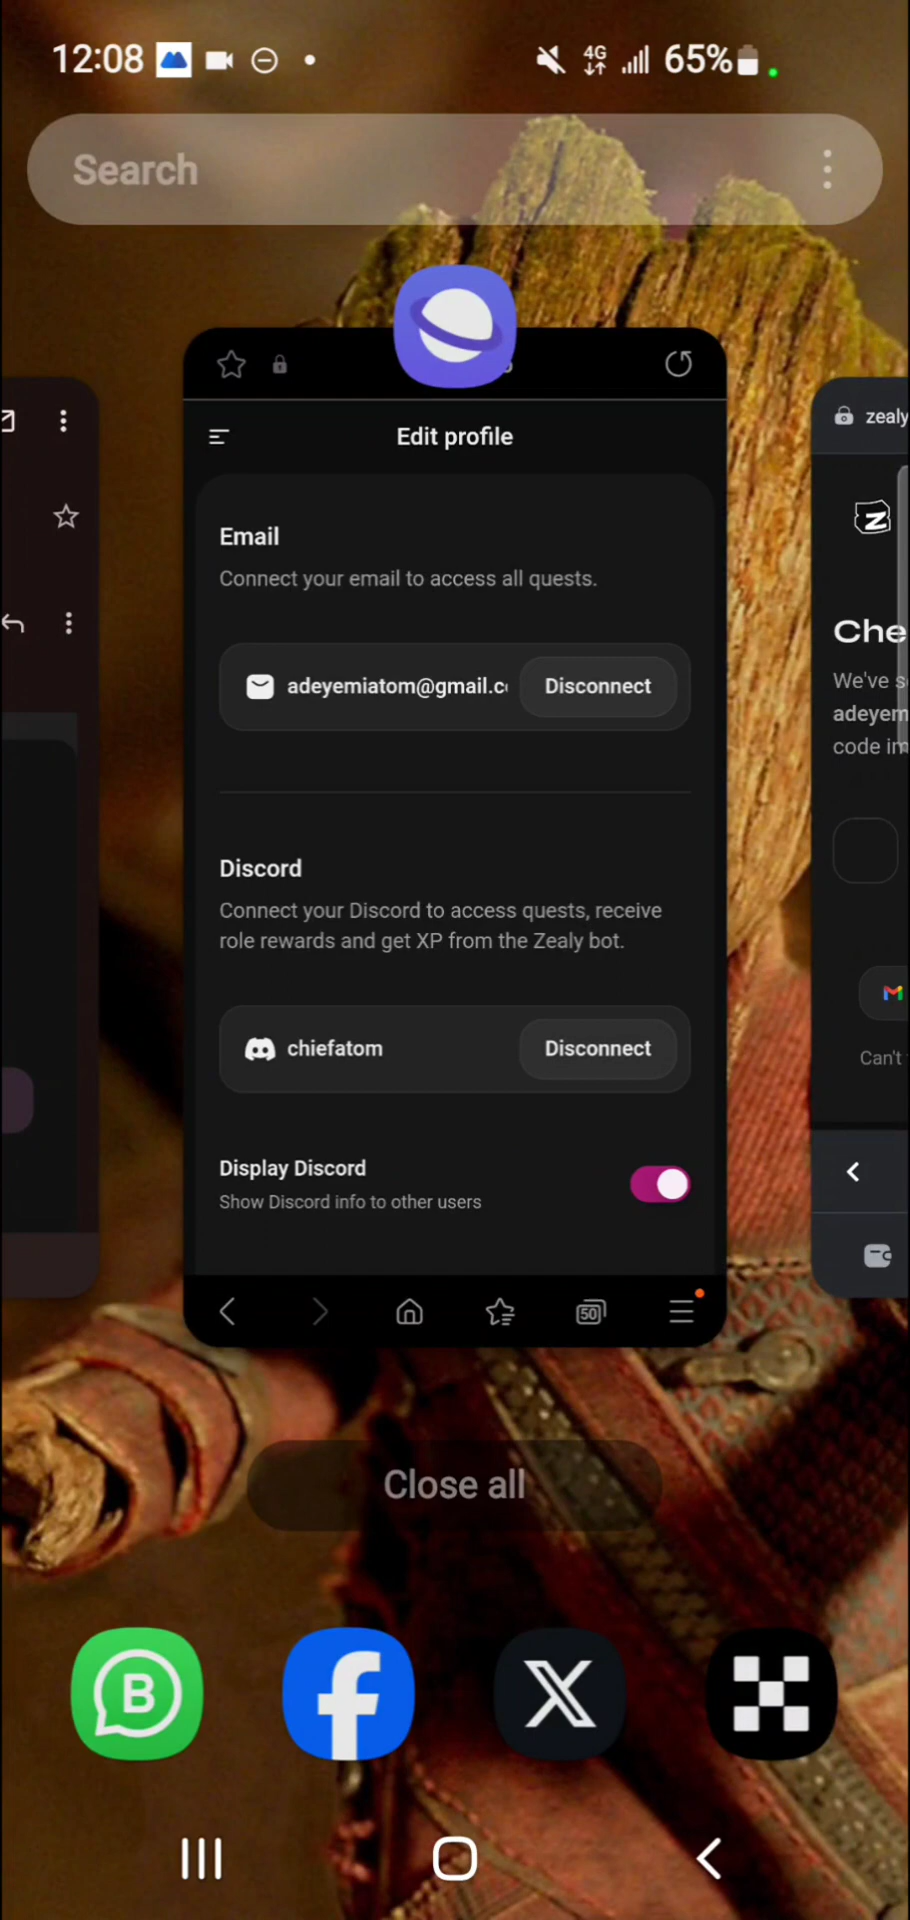 12:08
4G
65%
Search
Edit profile
Email
Connect your email to access all quests.
adeyemiatom@gmail.c
Disconnect
Discord
Connect your Discord to access quests, receive
role rewards and get XP from the Zealy bot.
chiefatom
Disconnect
Display Discord
Show Discord info to other users
50
zealy
Che
We've s
adeyem
code in
Can't
Close all